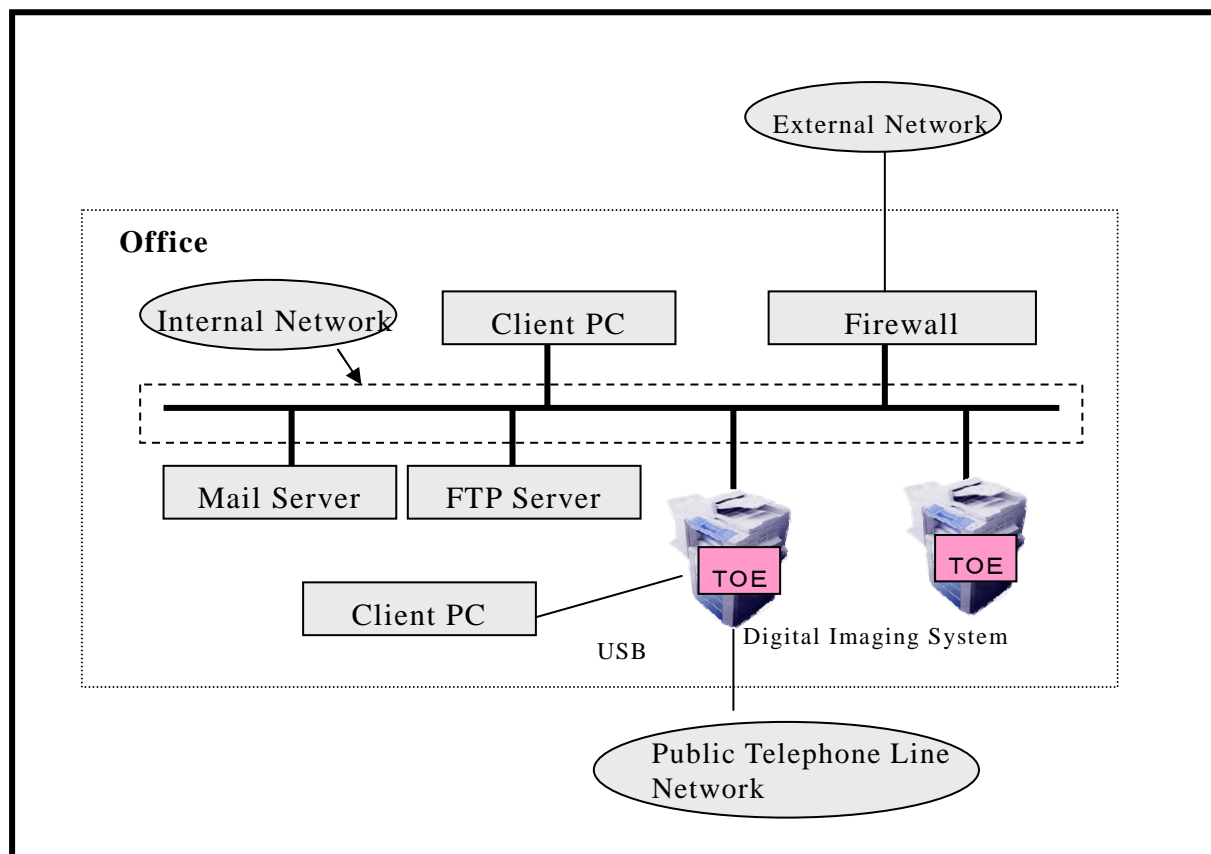 External Network
Office
Internal Network
Client PC
Firewall
Mail Server
FTP Server
TOE
TOE
Client PC
USB
Digital Imaging System
Public Telephone Line
Network